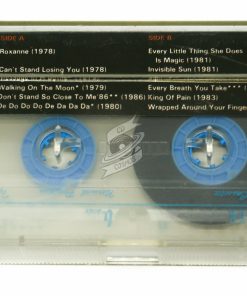 SIDE A
Roxanne (1978)
Can't Stand Losing You (1978)
Walking On The Moon* (1979)
Don't Stand So Close To Me'86** (1986)
De Do Do Do De Da Da Da* (1980)
SIDE B
Every Little Thing She Does
Is Magic (1981)
Invisible Sun (1981)
Every Breath You Take***
King Of Pain (1983)
Wrapped Around Your Finger